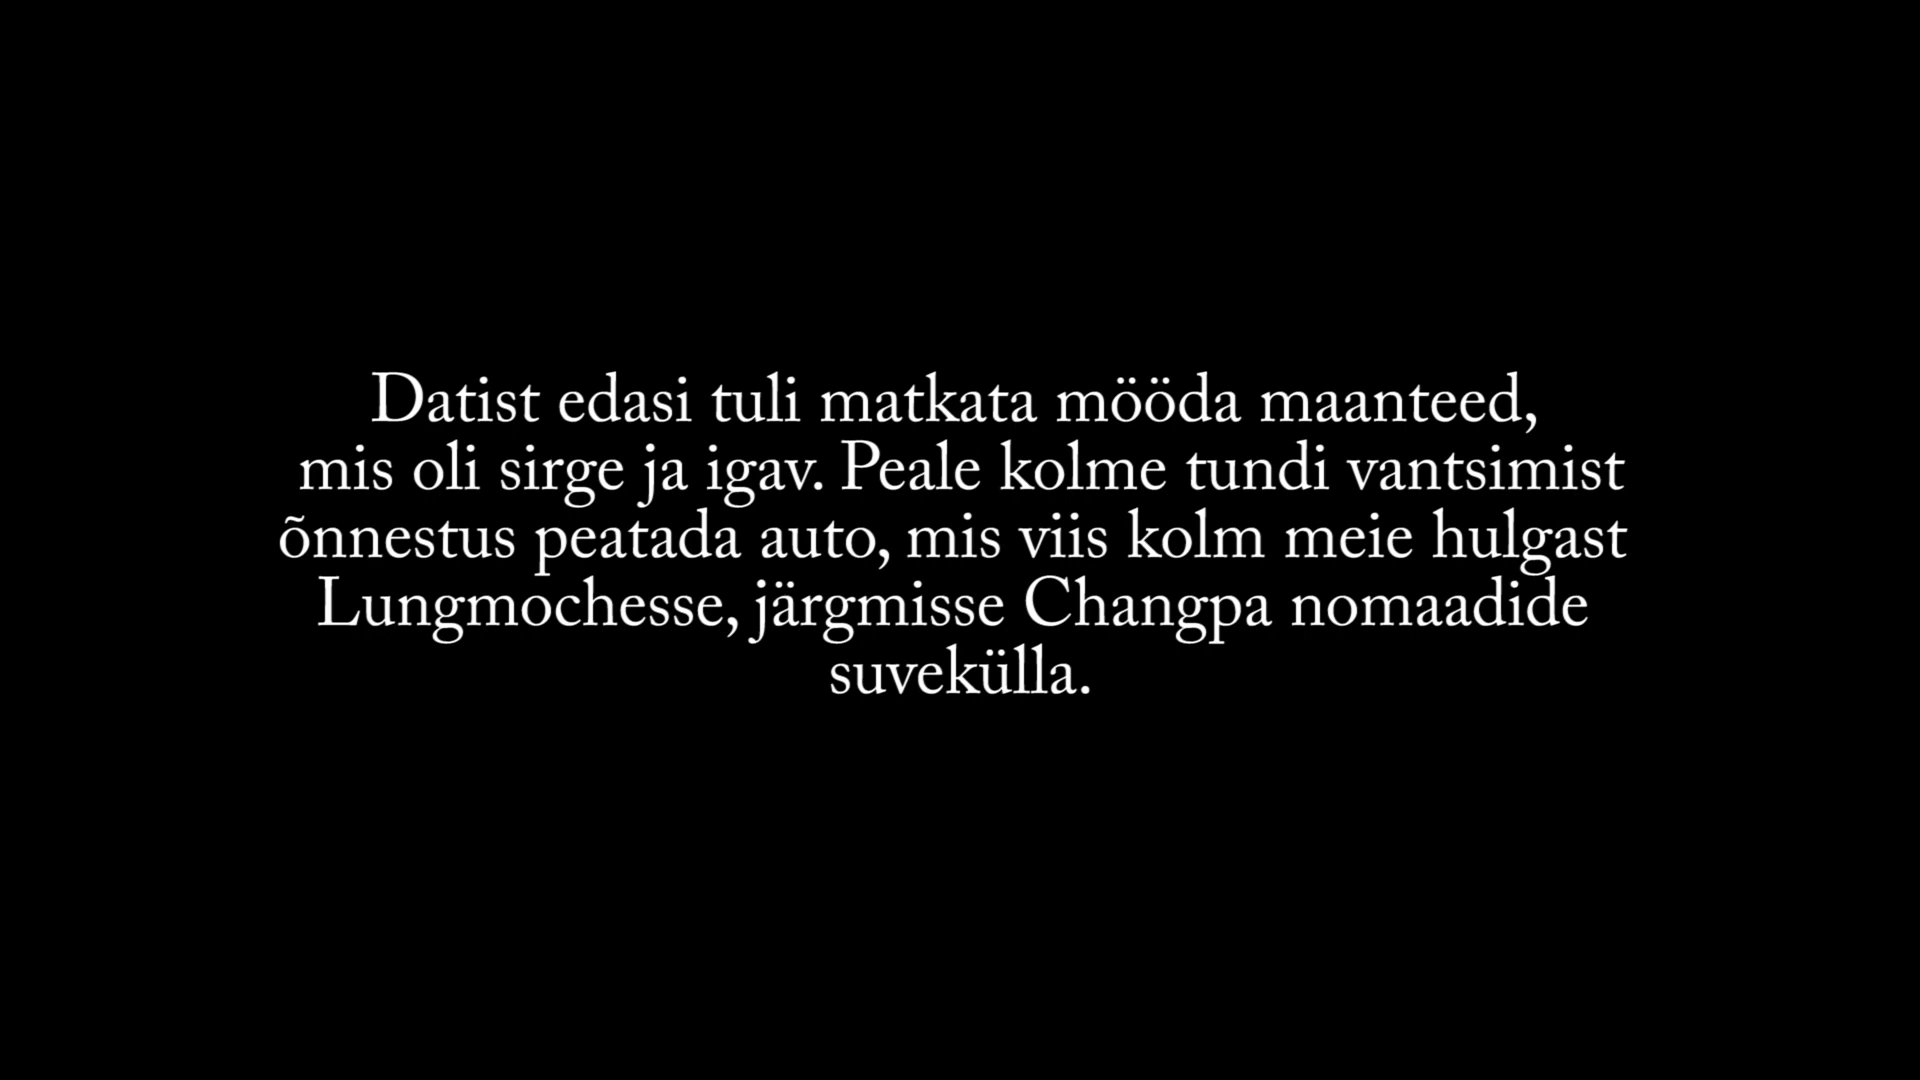 Datist edasi tuli matkata mööda maanteed,
mis oli sirge ja igav. Peale kolme tundi vantsimist
õnnestus peatada auto, mis viis kolm meie hulgast
Lungmochesse, järgmisse Changpa nomaadide
suvekülla.